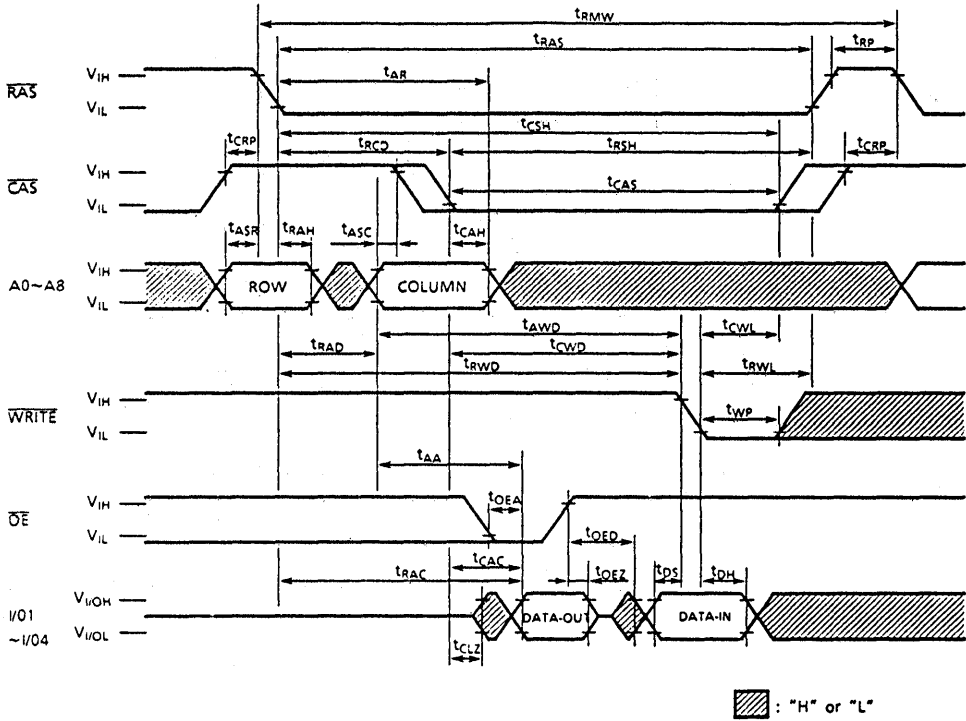 tRMW
tRAS
tRP
tAR
RAS
VIH
VIL
tCSH
tCRP
tRCD
tRSH
tCRP
CAS
VIH
VIL
tCAS
tASR
tRAH
tASC
tCAH
A0~A8
VIH
VIL
ROW
COLUMN
tAWD
tCWL
tRAD
tCWD
tRWD
tRWL
WRITE
VIH
VIL
tWP
tAA
OE
VIH
VIL
tOEA
tOED
tCAC
tRAC
tOEZ
tDS
tDH
I/01
~I/04
VI/OH
VI/OL
DATA-OUT
DATA-IN
tCLZ
: "H" or "L"